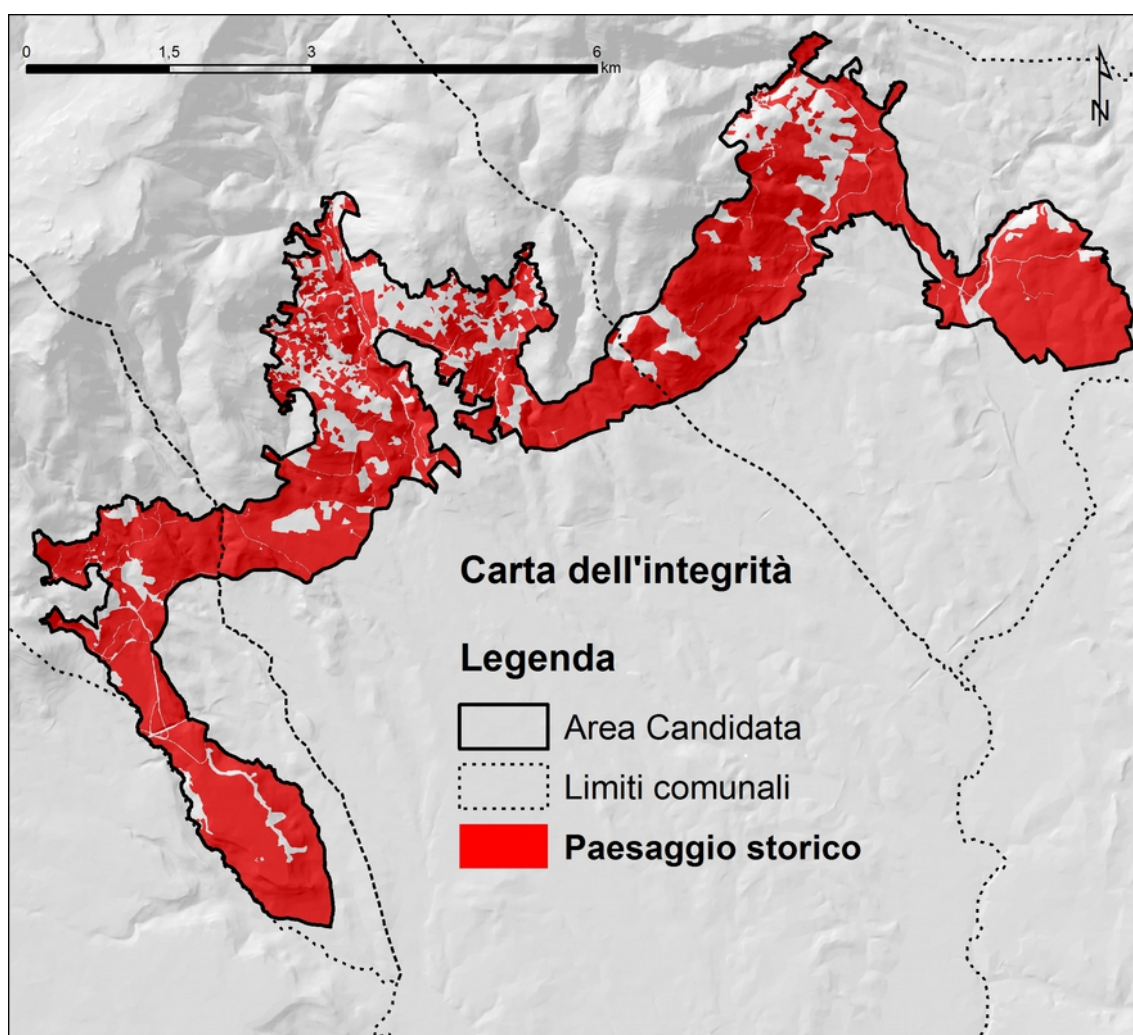 0 1,5 3 6
km
N
Carta dell'integrità
Legenda
Area Candidata
Limiti comunali
Paesaggio storico